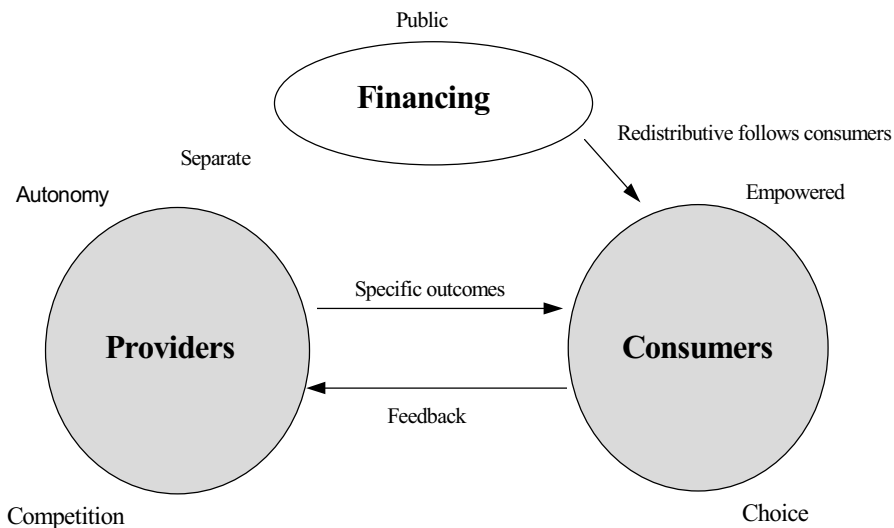 Public
Financing
Redistributive follows consumers
Separate
Autonomy
Empowered
Specific outcomes
Providers
Consumers
Feedback
Competition
Choice